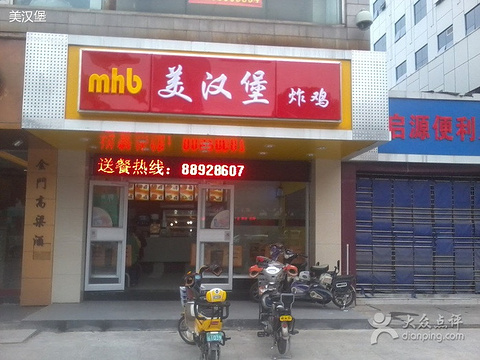 美汉堡
mhb 美汉堡 炸鸡
送餐热线：88928607
金門高粱酒
启源便利
大众点评
dianping.com